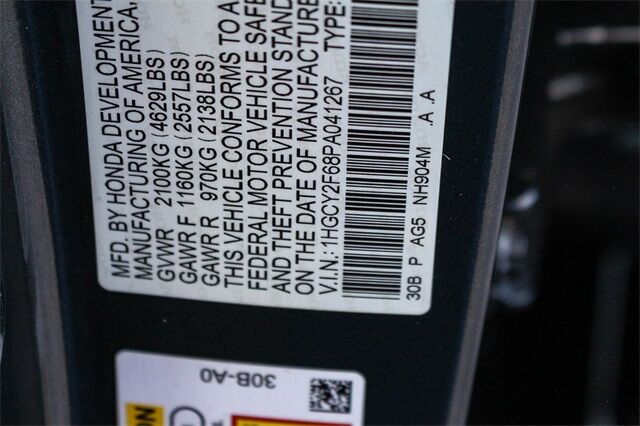 MFD. BY HONDA DEVELOPMENT
MANUFACTURING OF AMERICA,
GVWR 2100KG (4629LBS)
GAWR F 1160KG (2557LBS)
GAWR R 970KG (2138LBS)
THIS VEHICLE CONFORMS TO A
FEDERAL MOTOR VEHICLE SAFE
AND THEFT PREVENTION STAND
ON THE DATE OF MANUFACTURE
V.I.N.: 1HGCY2F68PA041267 TYPE:
30B P AG5 NH904M A A
30B-A0
ION